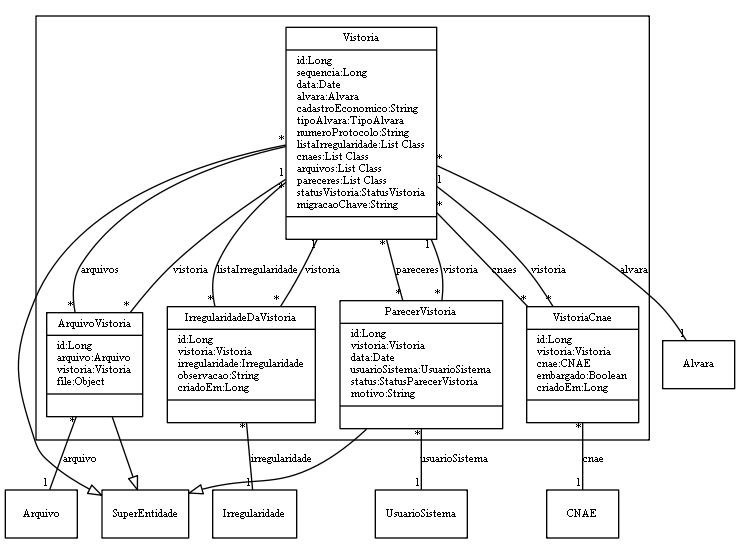 Vistoria
id:Long
sequencia:Long
data:Date
alvara:Alvara
cadastroEconomico:String
tipoAlvara:TipoAlvara
numeroProtocolo:String
listaIrregularidade:List Class
cnaes:List Class
arquivos:List Class
pareceres:List Class
statusVistoria:StatusVistoria
migracaoChave:String
* *
1 * 1 *
1 * 1
arquivos vistoria listaIrregularidade vistoria pareceres vistoria cnaes vistoria alvara
* * * * * * * * 1
ArquivoVistoria
id:Long
arquivo:Arquivo
vistoria:Vistoria
file:Object
IrregularidadeDaVistoria
id:Long
vistoria:Vistoria
irregularidade:Irregularidade
observacao:String
criadoEm:Long
ParecerVistoria
id:Long
vistoria:Vistoria
data:Date
usuarioSistema:UsuarioSistema
status:StatusParecerVistoria
motivo:String
VistoriaCnae
id:Long
vistoria:Vistoria
cnae:CNAE
embargado:Boolean
criadoEm:Long
Alvara
* * * *
arquivo irregularidade usuarioSistema cnae
1 1 1 1
Arquivo
SuperEntidade
Irregularidade
UsuarioSistema
CNAE